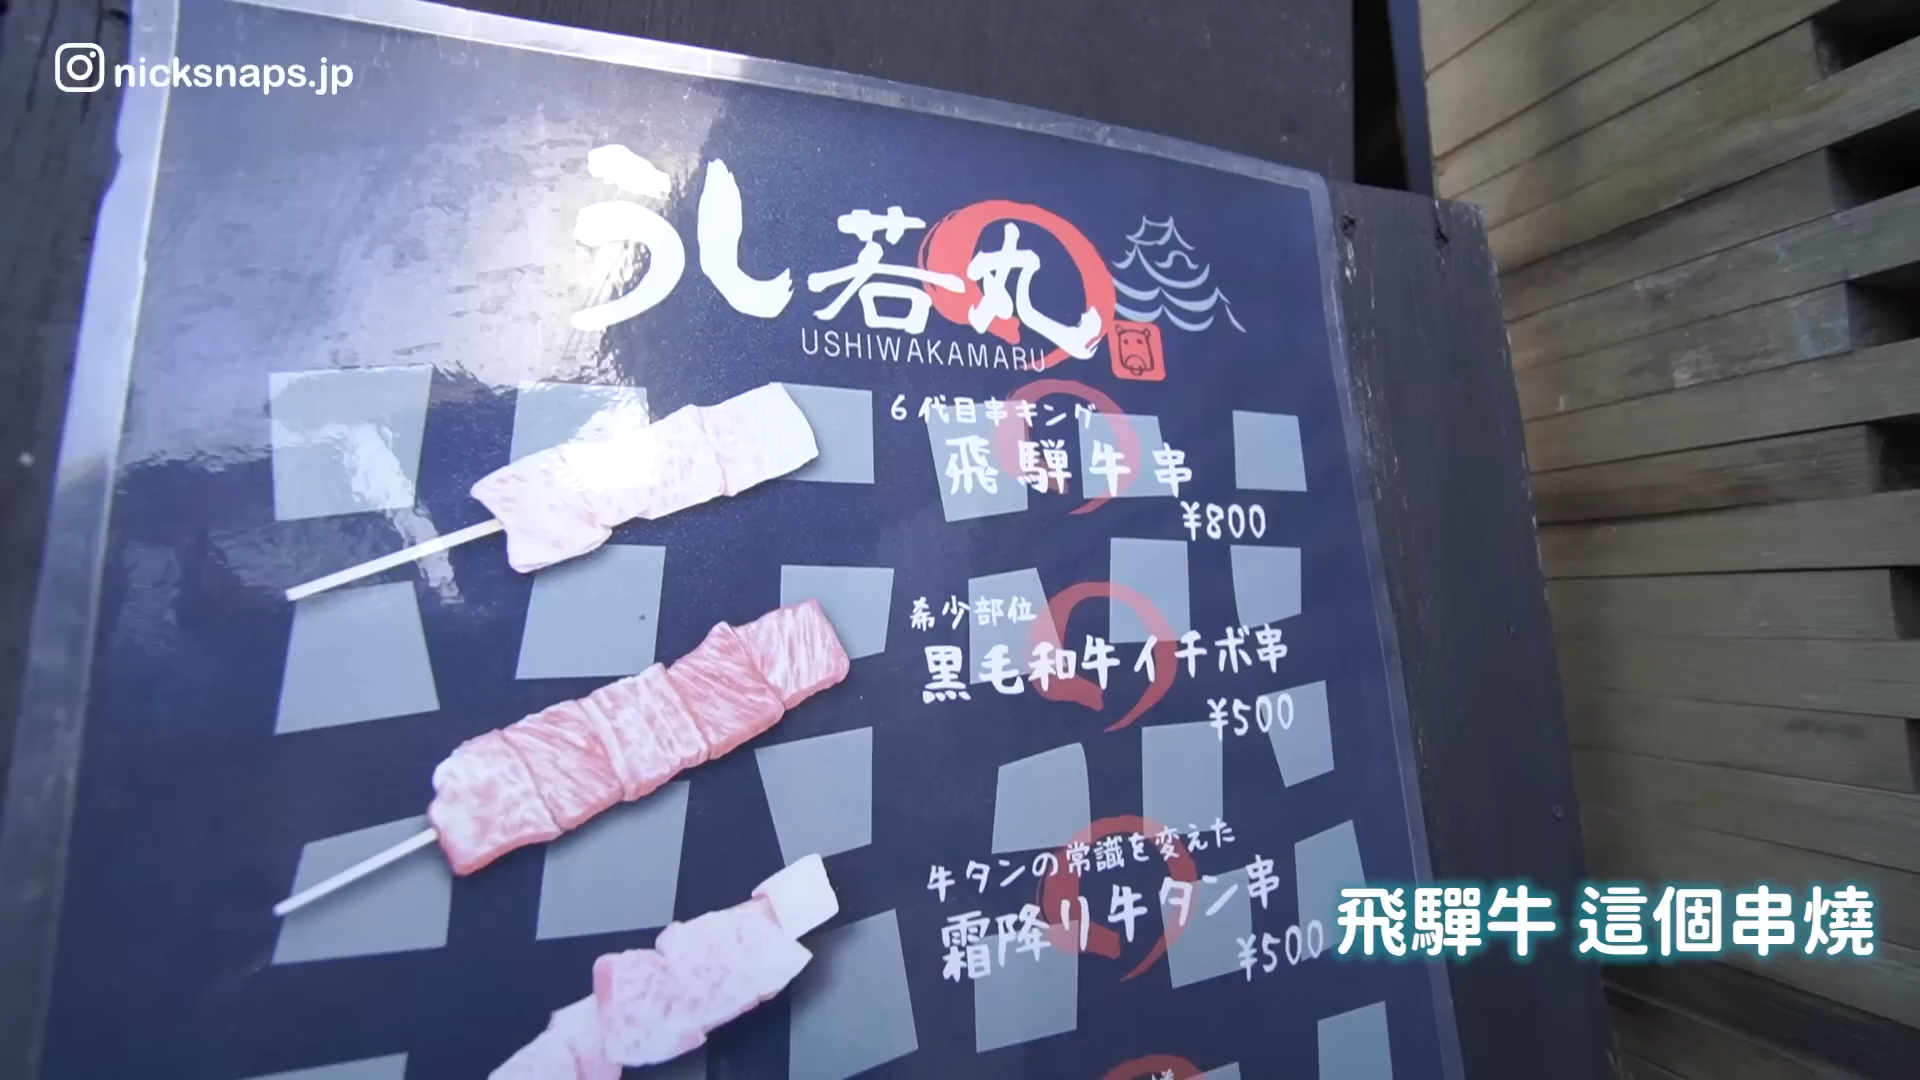 nicksnaps.jp
うし若丸
USHIWAKAMARU
6代目串キング
飛騨牛串
¥800
希少部位
黒毛和牛イチボ串
¥500
牛タンの常識を変えた
霜降り牛タン串
¥500
飛驒牛 這個串燒